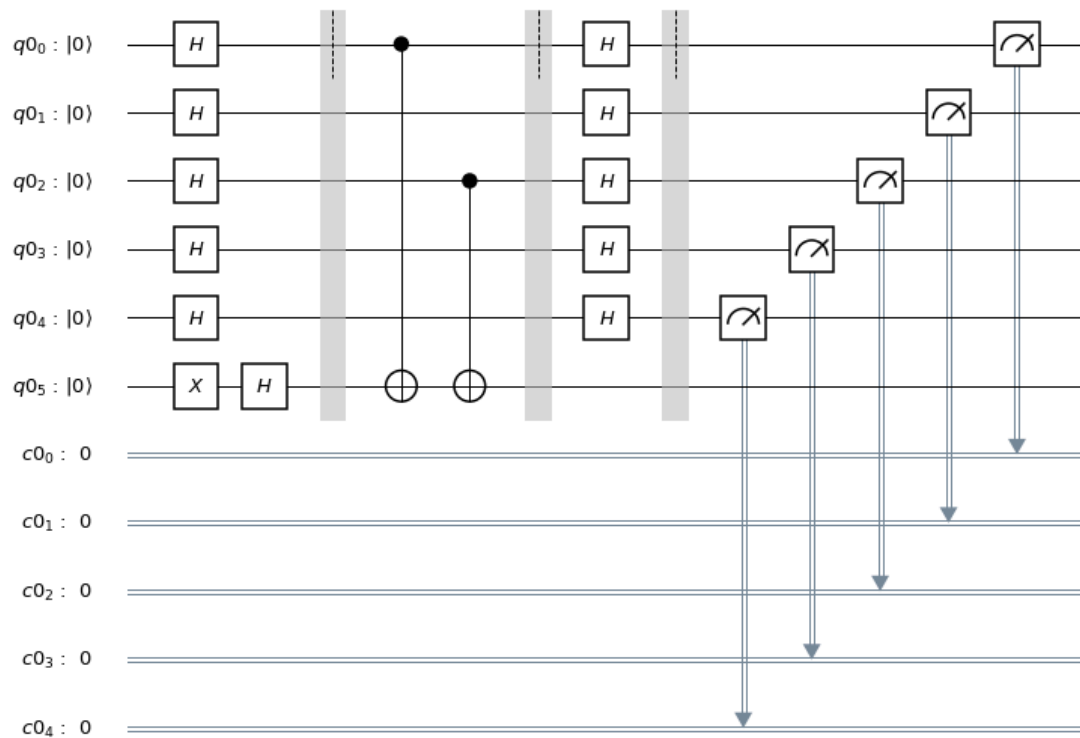 q0₀ : |0⟩ H H
q0₁ : |0⟩ H H
q0₂ : |0⟩ H H
q0₃ : |0⟩ H H
q0₄ : |0⟩ H H
q0₅ : |0⟩ X H
c0₀ : 0
c0₁ : 0
c0₂ : 0
c0₃ : 0
c0₄ : 0